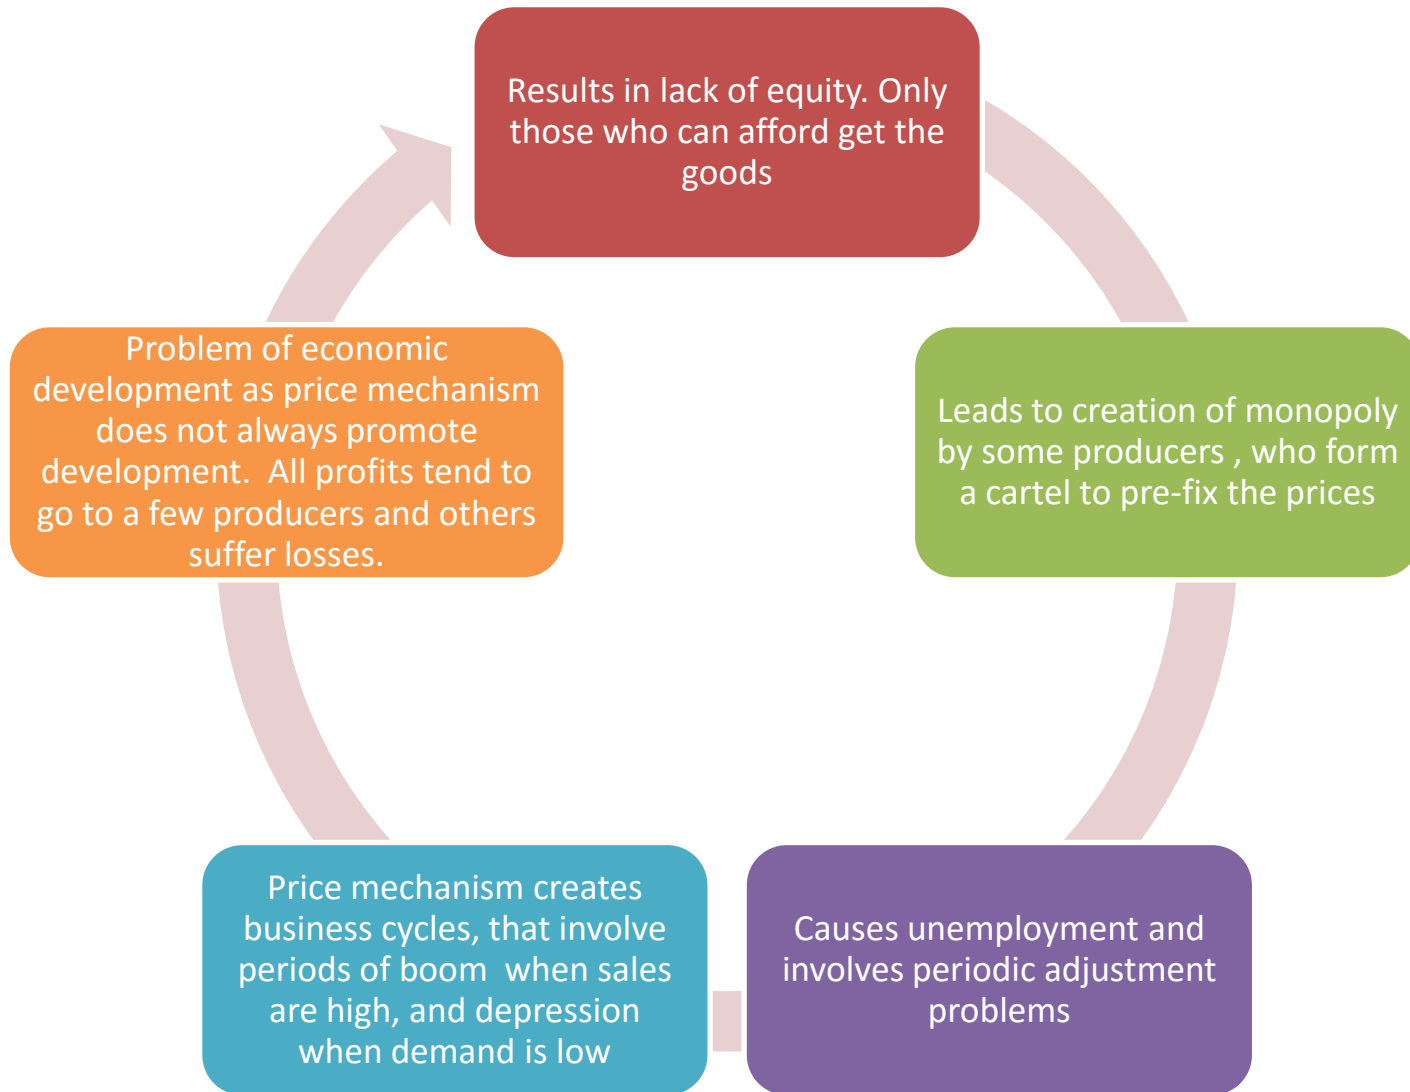 Results in lack of equity. Only
those who can afford get the
goods
Leads to creation of monopoly
by some producers , who form
a cartel to pre-fix the prices
Causes unemployment and
involves periodic adjustment
problems
Price mechanism creates
business cycles, that involve
periods of boom  when sales
are high, and depression
when demand is low
Problem of economic
development as price mechanism
does not always promote
development.  All profits tend to
go to a few producers and others
suffer losses.